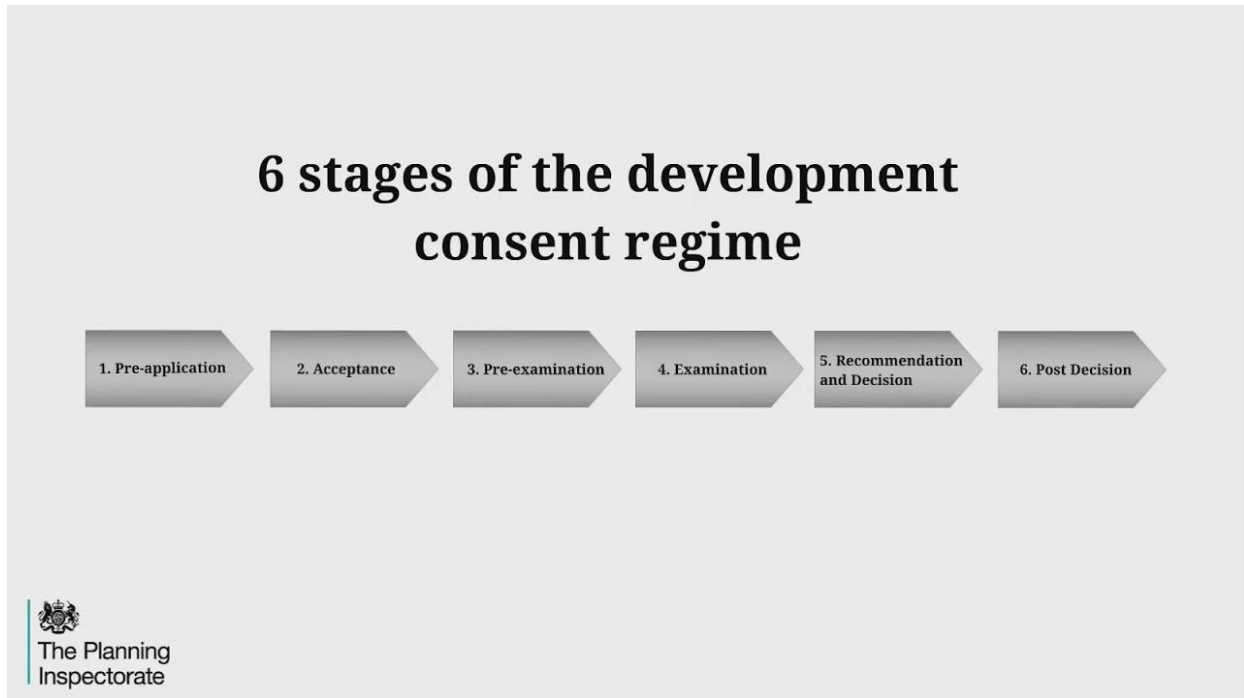 6 stages of the development
consent regime
1. Pre-application
2. Acceptance
3. Pre-examination
4. Examination
5. Recommendation
and Decision
6. Post Decision
The Planning
Inspectorate